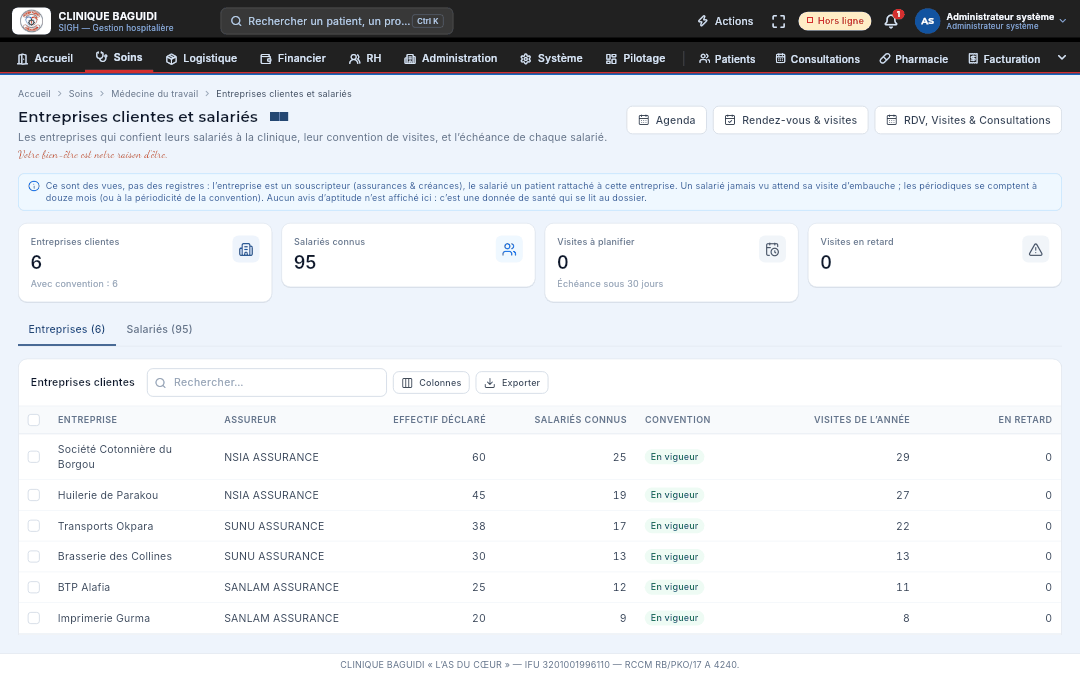 CLINIQUE BAGUIDI
SIGH — Gestion hospitalière
Rechercher un patient, un pro... Ctrl K
Actions
Hors ligne
1
AS
Administrateur système
Administrateur système
Accueil
Soins
Logistique
Financier
RH
Administration
Système
Pilotage
Patients
Consultations
Pharmacie
Facturation
Accueil > Soins > Médecine du travail > Entreprises clientes et salariés
Entreprises clientes et salariés
Les entreprises qui confient leurs salariés à la clinique, leur convention de visites, et l'échéance de chaque salarié.
Votre bien-être est notre raison d'être.
Agenda
Rendez-vous & visites
RDV, Visites & Consultations
Ce sont des vues, pas des registres : l'entreprise est un souscripteur (assurances & créances), le salarié un patient rattaché à cette entreprise. Un salarié jamais vu attend sa visite d'embauche ; les périodiques se comptent à
douze mois (ou à la périodicité de la convention). Aucun avis d'aptitude n'est affiché ici : c'est une donnée de santé qui se lit au dossier.
Entreprises clientes
6
Avec convention : 6
Salariés connus
95
Visites à planifier
0
Échéance sous 30 jours
Visites en retard
0
Entreprises (6)
Salariés (95)
Entreprises clientes
Rechercher...
Colonnes
Exporter
ENTREPRISE ASSUREUR EFFECTIF DÉCLARÉ SALARIÉS CONNUS CONVENTION VISITES DE L'ANNÉE EN RETARD
Société Cotonnière du
Borgou
NSIA ASSURANCE 60 25 En vigueur 29 0
Huilerie de Parakou NSIA ASSURANCE 45 19 En vigueur 27 0
Transports Okpara SUNU ASSURANCE 38 17 En vigueur 22 0
Brasserie des Collines SUNU ASSURANCE 30 13 En vigueur 13 0
BTP Alafia SANLAM ASSURANCE 25 12 En vigueur 11 0
Imprimerie Gurma SANLAM ASSURANCE 20 9 En vigueur 8 0
CLINIQUE BAGUIDI « L'AS DU CŒUR » — IFU 3201001996110 — RCCM RB/PKO/17 A 4240.